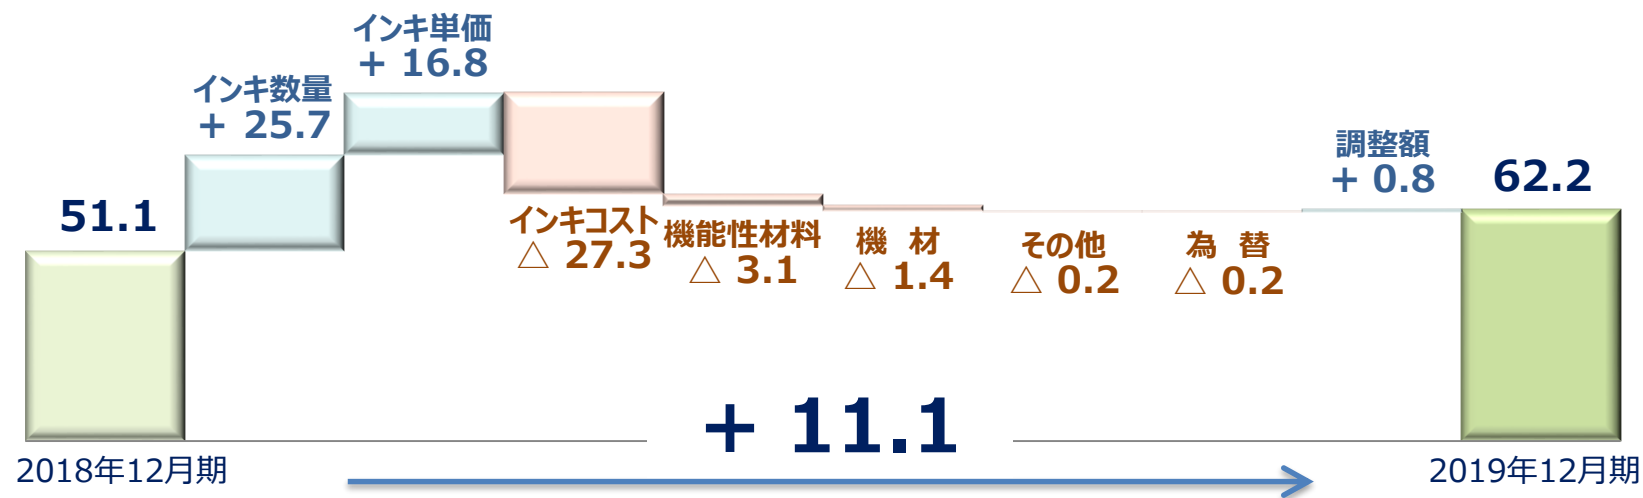 51.1
インキ数量
+ 25.7
インキ単価
+ 16.8
インキコスト
△ 27.3
機能性材料
△ 3.1
機 材
△ 1.4
その他
△ 0.2
為 替
△ 0.2
調整額
+ 0.8
62.2
+ 11.1
2018年12月期
2019年12月期